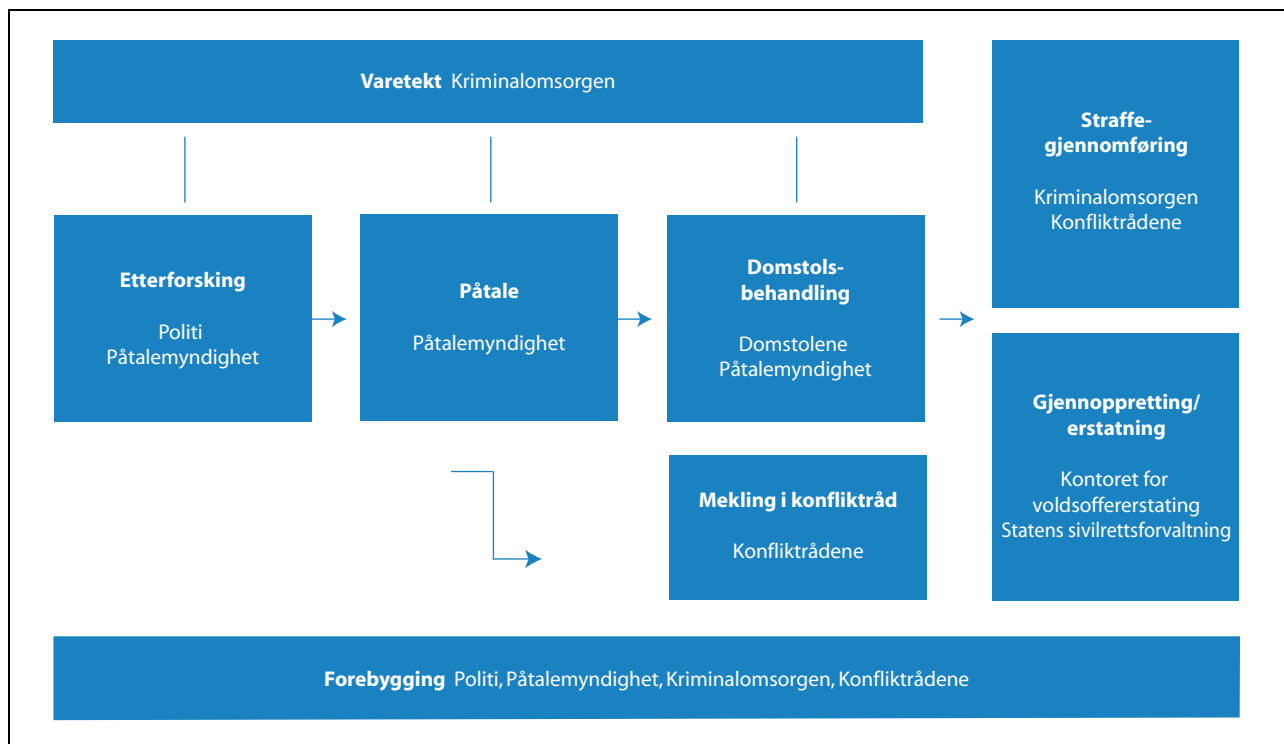 Varetekt Kriminalomsorgen
Etterforsking
Politi
Påtalemyndighet
Påtale
Påtalemyndighet
Domstols-
behandling
Domstolene
Påtalemyndighet
Straffe-
gjennomføring
Kriminalomsorgen
Konfliktrådene
Mekling i konfliktråd
Konfliktrådene
Gjennoppretting/
erstatning
Kontoret for
voldsoffererstating
Statens sivilrettsforvaltning
Forebygging Politi, Påtalemyndighet, Kriminalomsorgen, Konfliktrådene